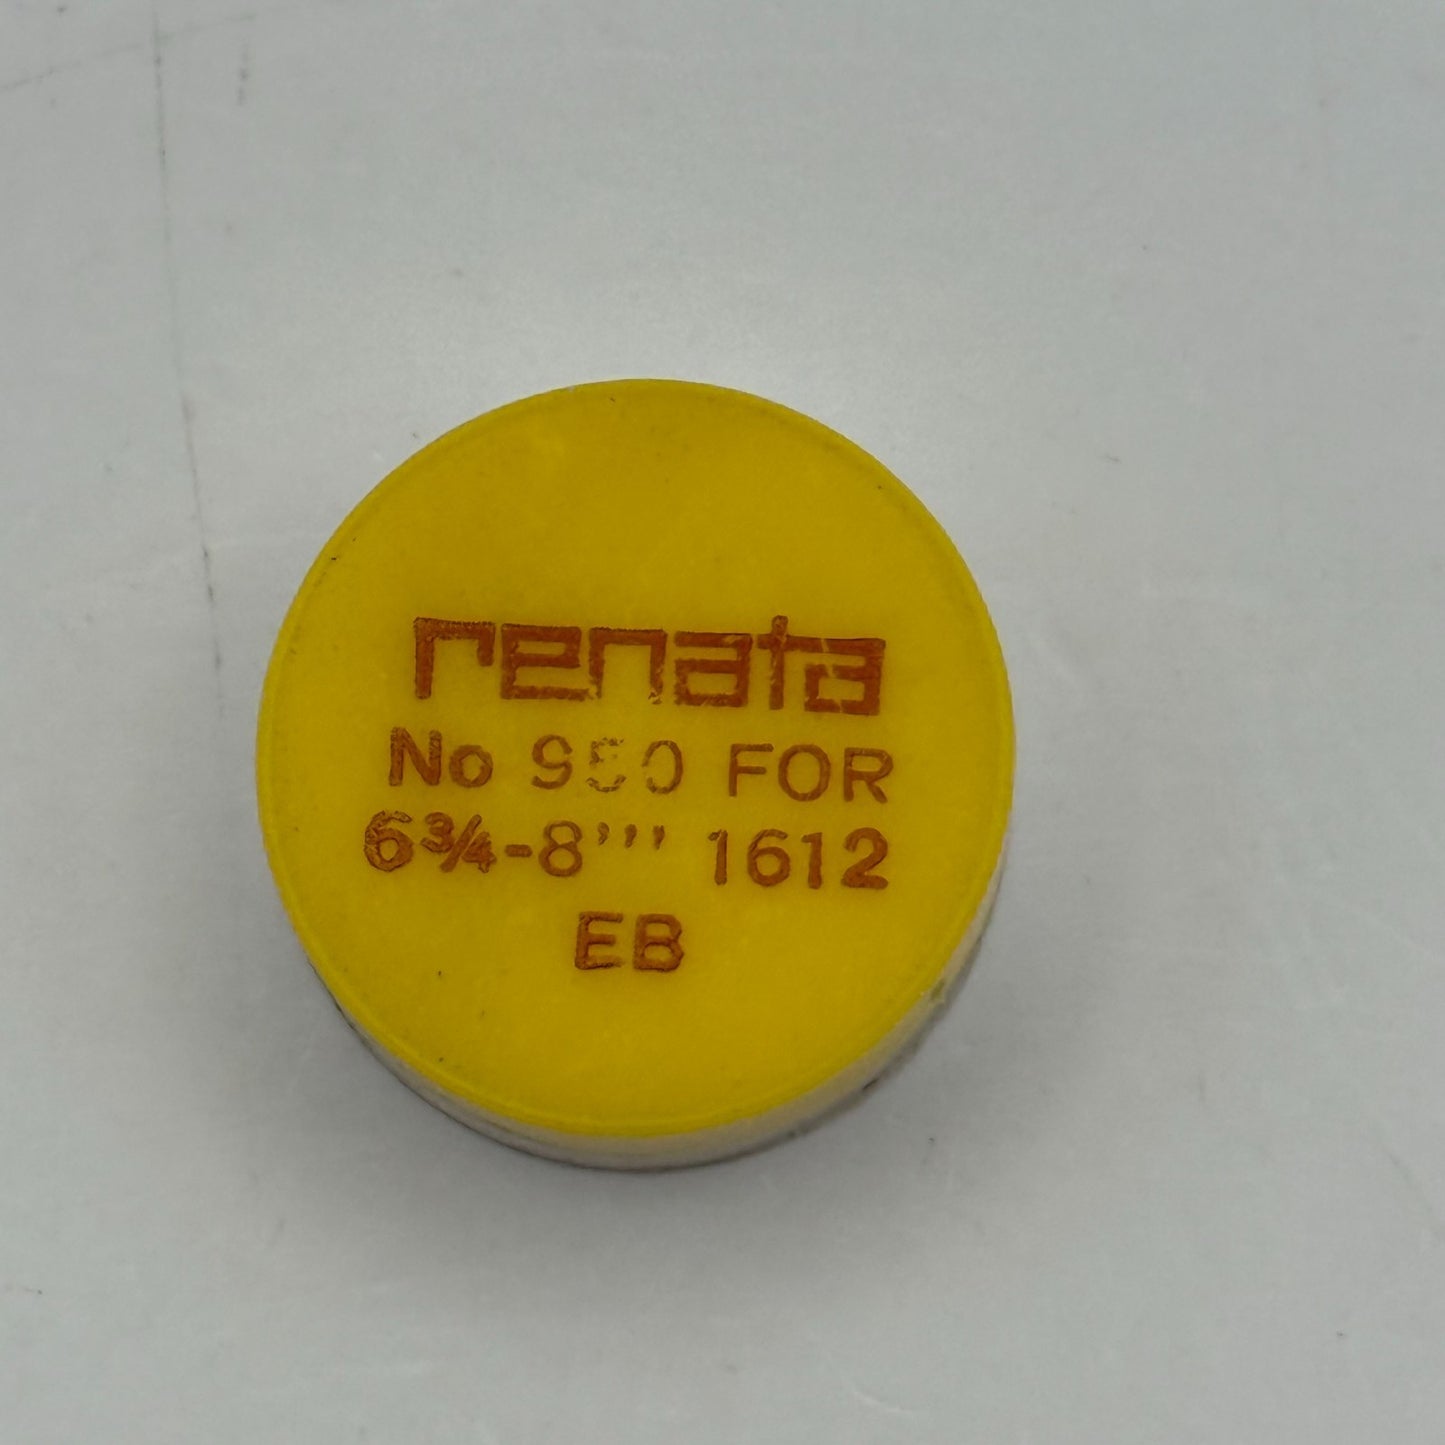 renata
No 950 FOR
6¾-8''' 1612
EB